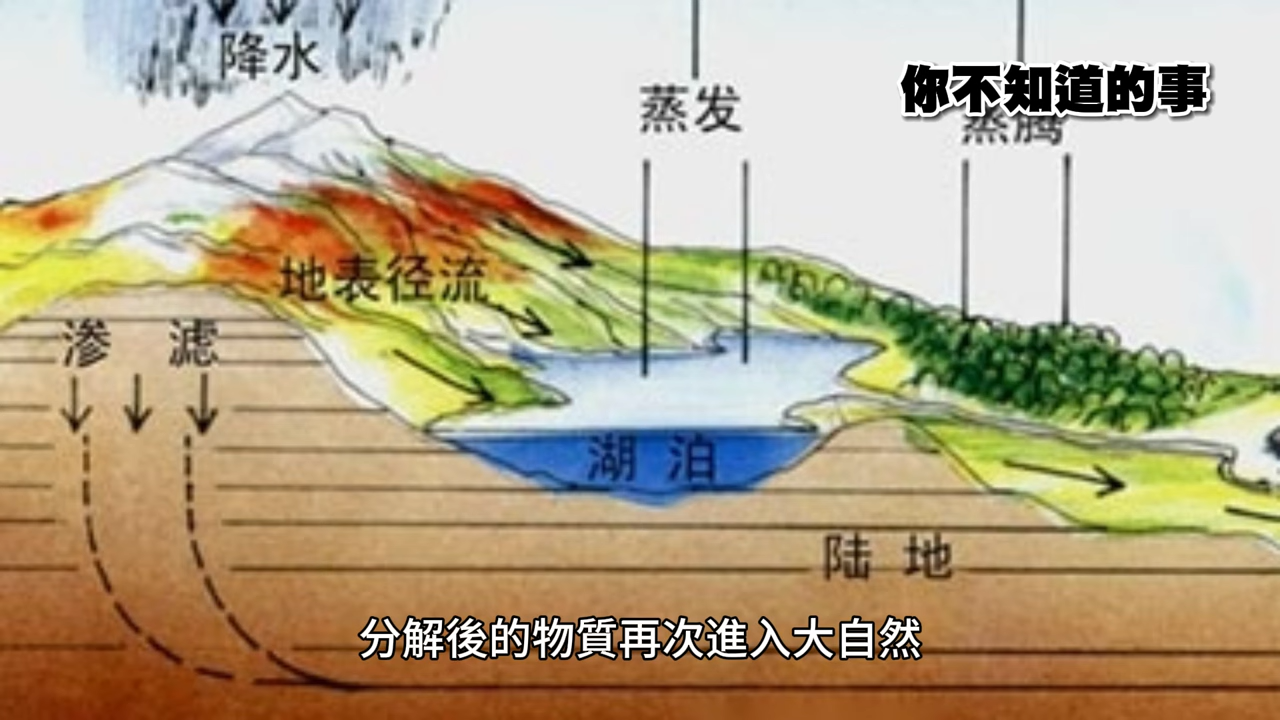 降水
你不知道的事
蒸发
蒸腾
地表径流
渗 滤
湖 泊
陆 地
分解後的物質再次進入大自然